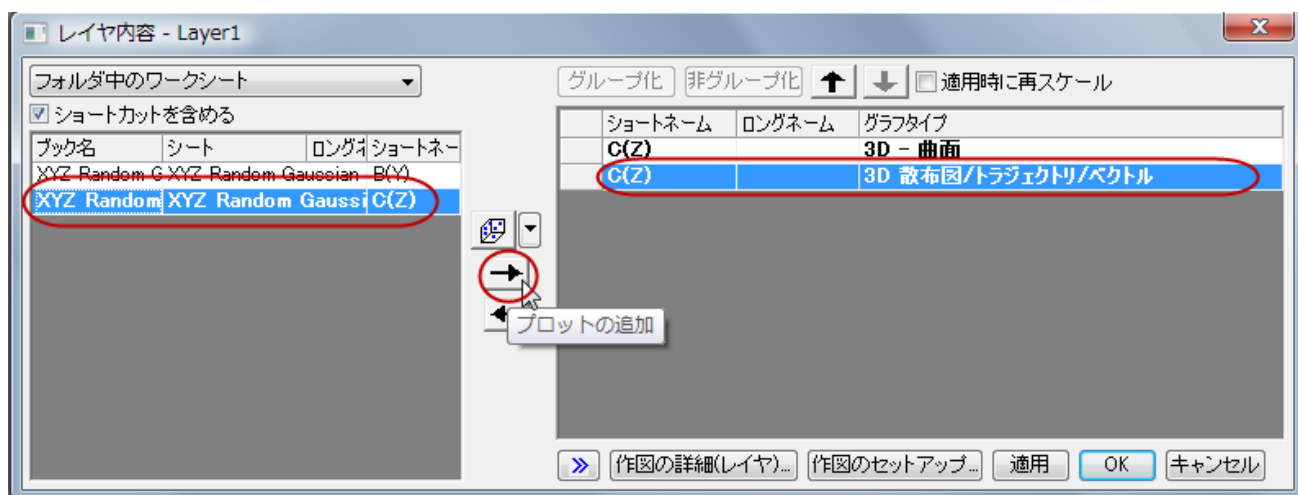 レイヤ内容 - Layer1
フォルダ中のワークシート
グループ化 非グループ化 適用時に再スケール
ショートカットを含める
ショートネーム ロングネーム グラフタイプ
ブック名 シート ロングネ ショートネー
C(Z) 3D - 曲面
XYZ Random G XYZ Random Gaussian B(Y)
C(Z) 3D 散布図/トラジェクトリ/ベクトル
XYZ Random XYZ Random Gaussi C(Z)
プロットの追加
作図の詳細(レイヤ)... 作図のセットアップ... 適用 OK キャンセル